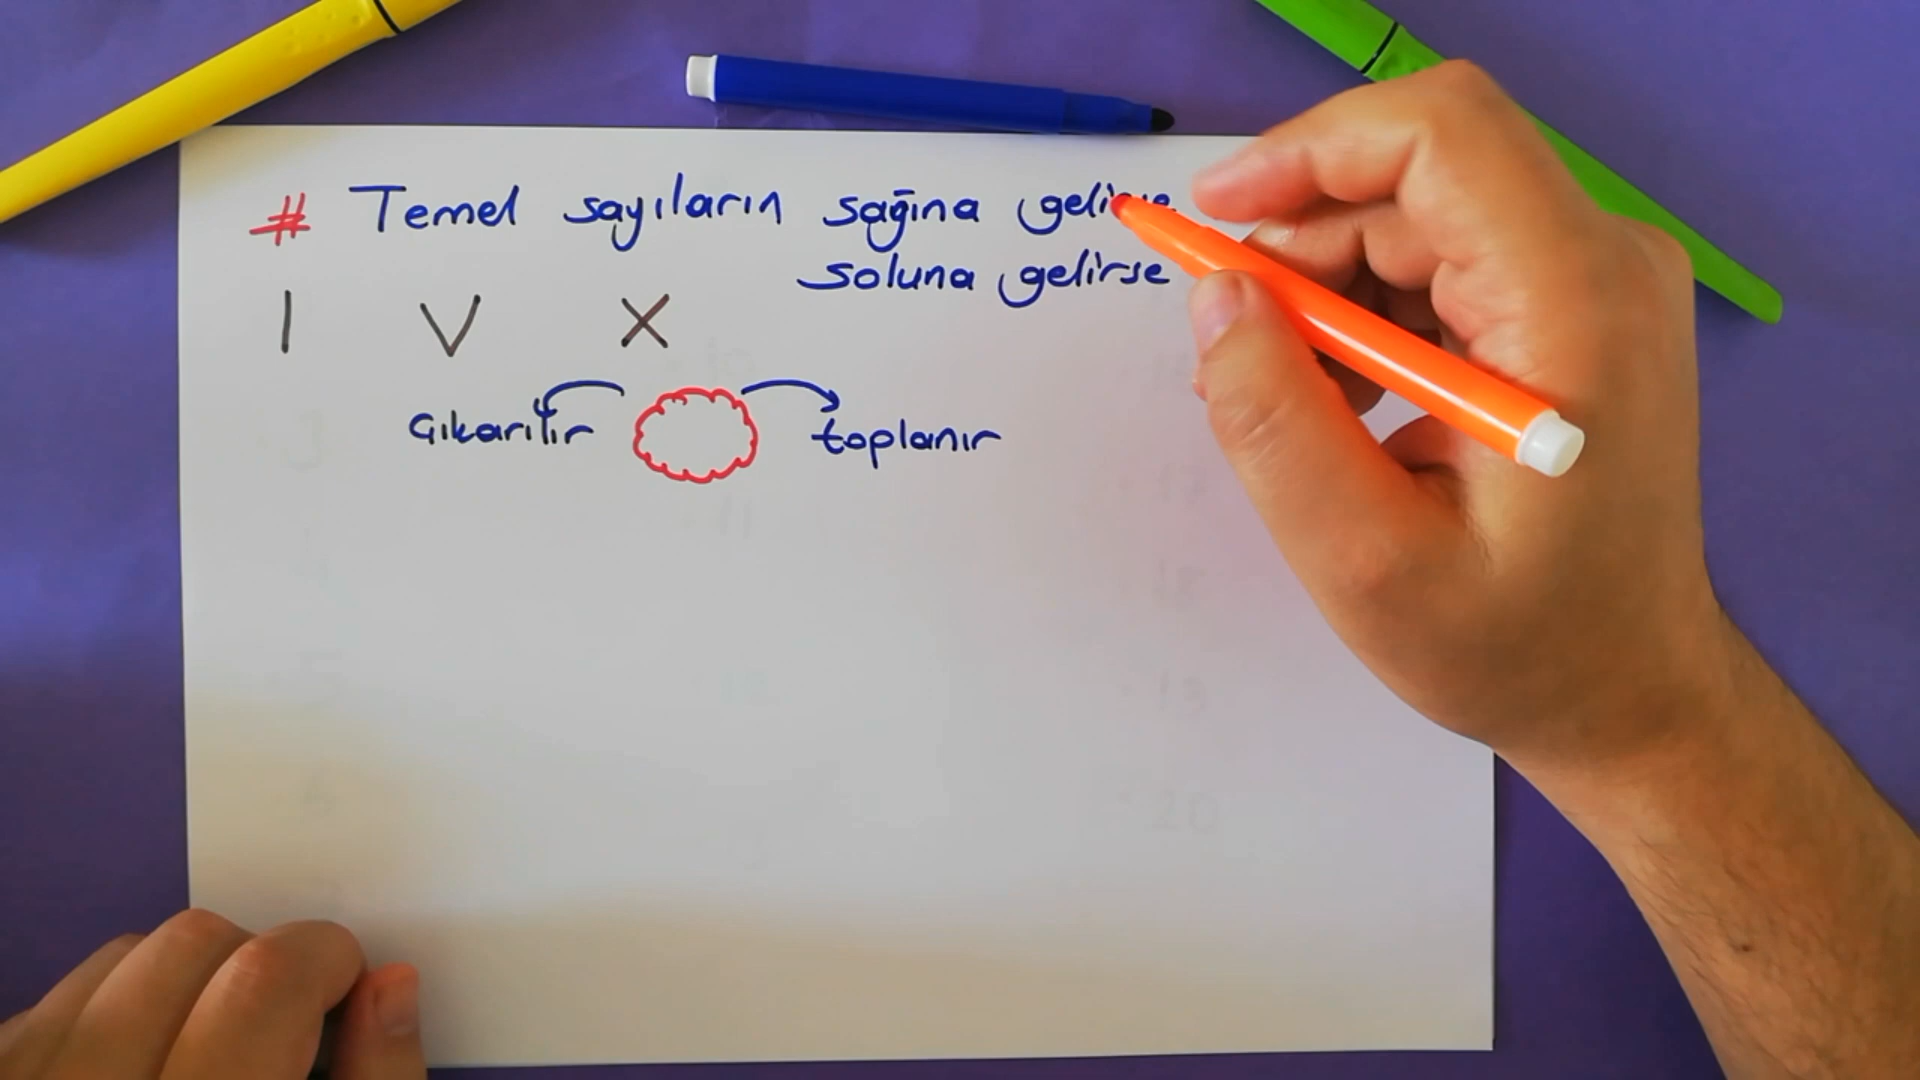 # Temel sayıların sağına gelirse
soluna gelirse
I V X
Çıkarılır toplanır